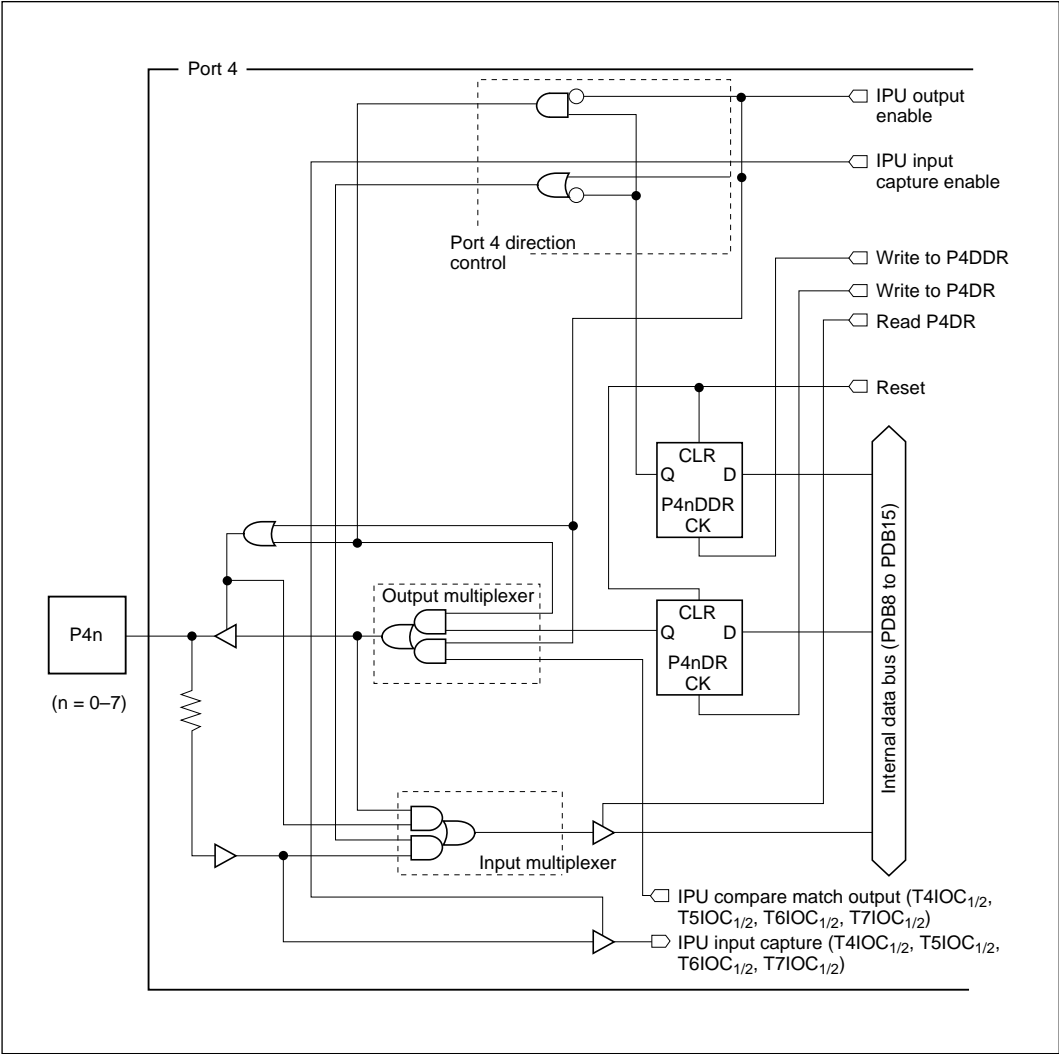 Port 4
IPU output
enable
IPU input
capture enable
Port 4 direction
control
Write to P4DDR
Write to P4DR
Read P4DR
Reset
CLR
Q D
P4nDDR
CK
Internal data bus (PDB8 to PDB15)
Output multiplexer
CLR
Q D
P4nDR
CK
P4n
(n = 0–7)
Input multiplexer
IPU compare match output (T4IOC1/2,
T5IOC1/2, T6IOC1/2, T7IOC1/2)
IPU input capture (T4IOC1/2, T5IOC1/2,
T6IOC1/2, T7IOC1/2)